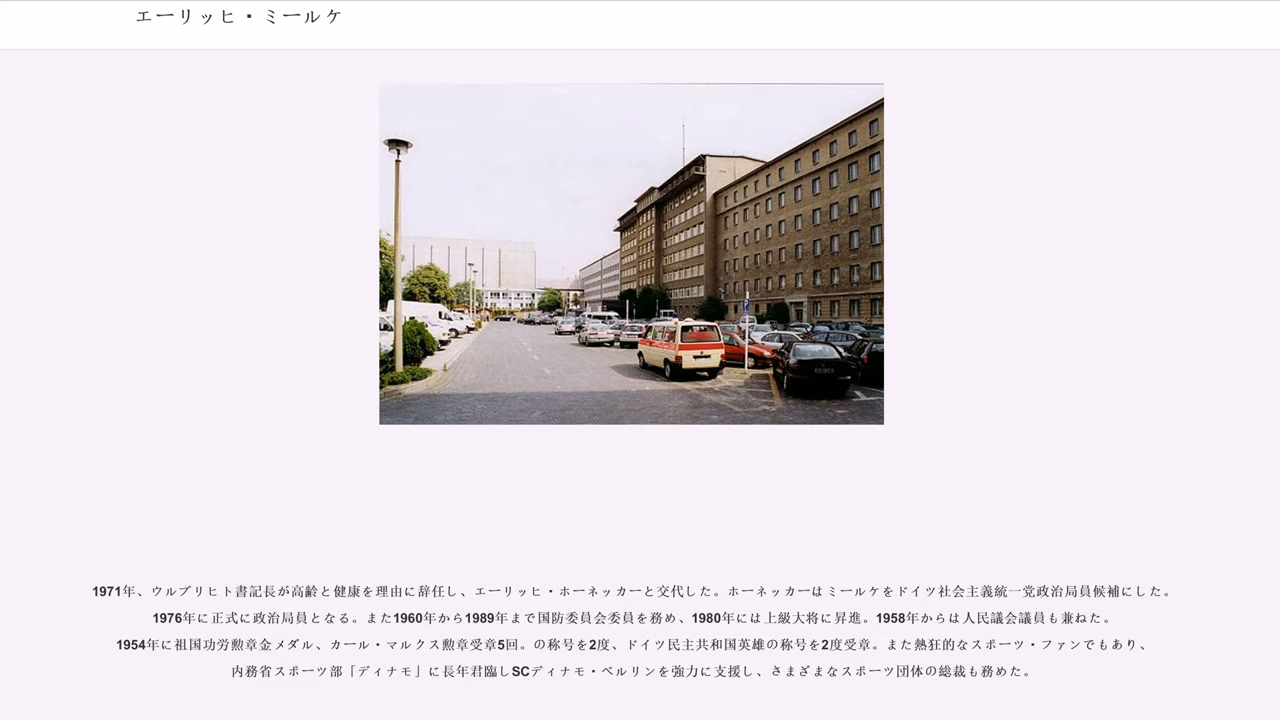 エーリッヒ・ミールケ
1971年、ウルブリヒト書記長が高齢と健康を理由に辞任し、エーリッヒ・ホーネッカーと交代した。ホーネッカーはミールケをドイツ社会主義統一党政治局員候補にした。
1976年に正式に政治局員となる。また1960年から1989年まで国防委員会委員を務め、1980年には上級大将に昇進。1958年からは人民議会議員も兼ねた。
1954年に祖国功労勲章金メダル、カール・マルクス勲章受章5回。の称号を2度、ドイツ民主共和国英雄の称号を2度受章。また熱狂的なスポーツ・ファンでもあり、
内務省スポーツ部「ディナモ」に長年君臨しSCディナモ・ベルリンを強力に支援し、さまざまなスポーツ団体の総裁も務めた。